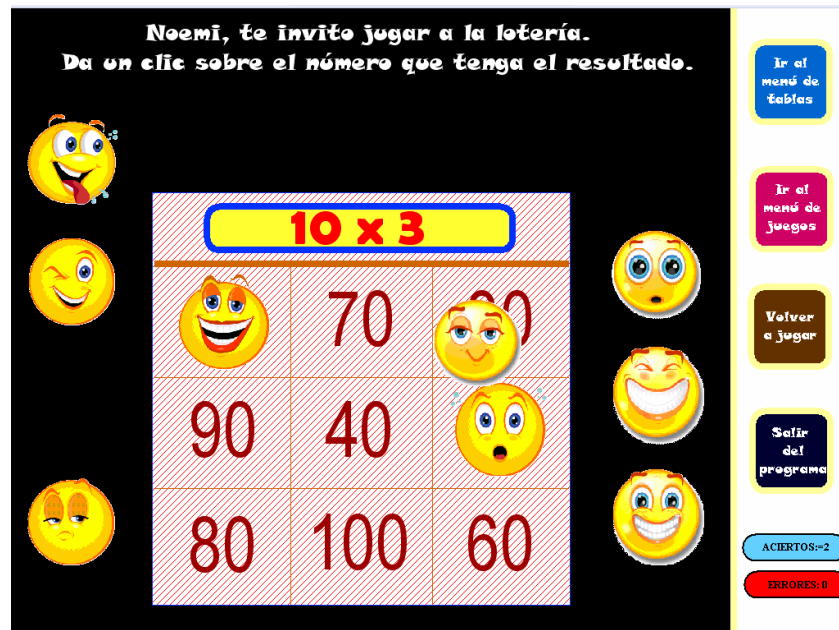 Noemi, te invito jugar a la lotería.
Da un clic sobre el número que tenga el resultado.
10 x 3
70
90
40
80
100
60
Ir al
menú de
tablas
Ir al
menú de
juegos
Volver
a jugar
Salir
del
programa
ACIERTOS:=2
ERRORES: 0